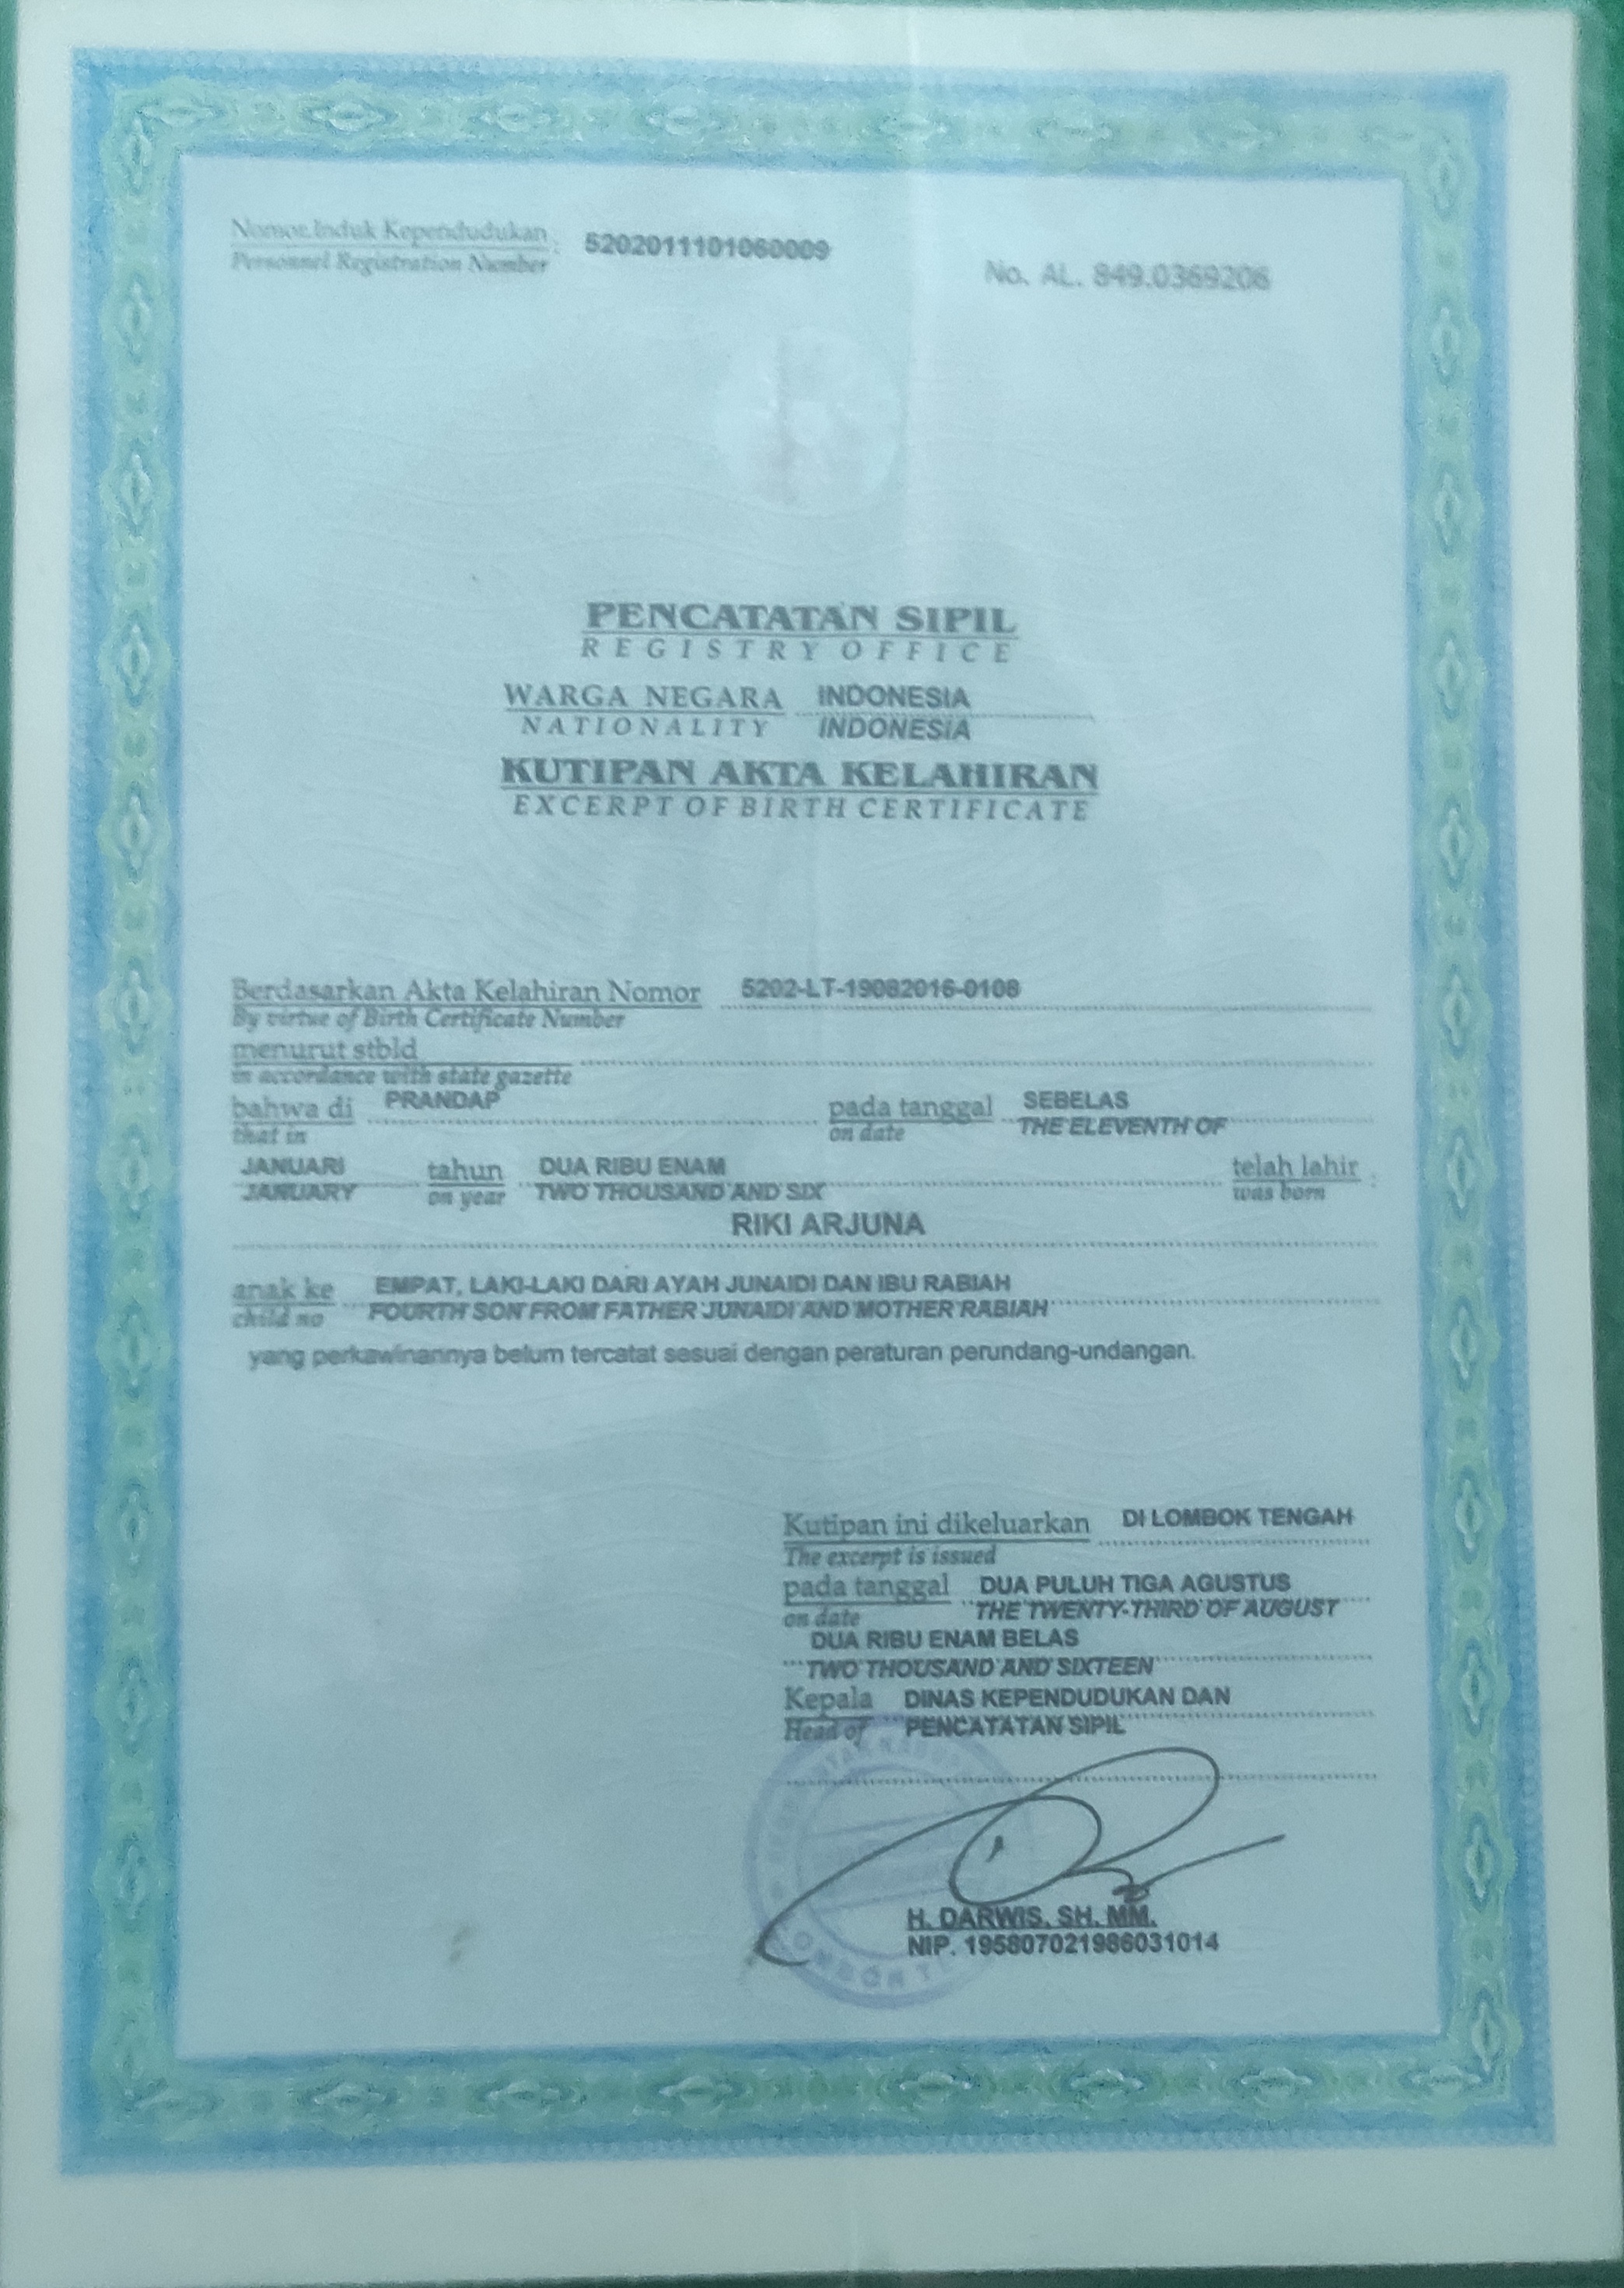 Nomor Induk Kependudukan : 5202011101060009
Personnel Registration Number
No. AL. 849.0369206
PENCATATAN SIPIL
REGISTRY OFFICE
WARGA NEGARA INDONESIA
NATIONALITY INDONESIA
KUTIPAN AKTA KELAHIRAN
EXCERPT OF BIRTH CERTIFICATE
Berdasarkan Akta Kelahiran Nomor 5202-LT-19082016-0108
By virtue of Birth Certificate Number
menurut stbld
in accordance with state gazette
bahwa di PRANDAP pada tanggal SEBELAS
that in on date THE ELEVENTH OF
JANUARI tahun DUA RIBU ENAM telah lahir :
JANUARY on year TWO THOUSAND AND SIX was born
RIKI ARJUNA
anak ke EMPAT, LAKI-LAKI DARI AYAH JUNAIDI DAN IBU RABIAH
child no FOURTH SON FROM FATHER JUNAIDI AND MOTHER RABIAH
yang perkawinannya belum tercatat sesuai dengan peraturan perundang-undangan.
Kutipan ini dikeluarkan DI LOMBOK TENGAH
The excerpt is issued
pada tanggal DUA PULUH TIGA AGUSTUS
on date THE TWENTY-THIRD OF AUGUST
DUA RIBU ENAM BELAS
TWO THOUSAND AND SIXTEEN
Kepala DINAS KEPENDUDUKAN DAN
Head of PENCATATAN SIPIL
H. DARWIS, SH, MM.
NIP. 195807021986031014